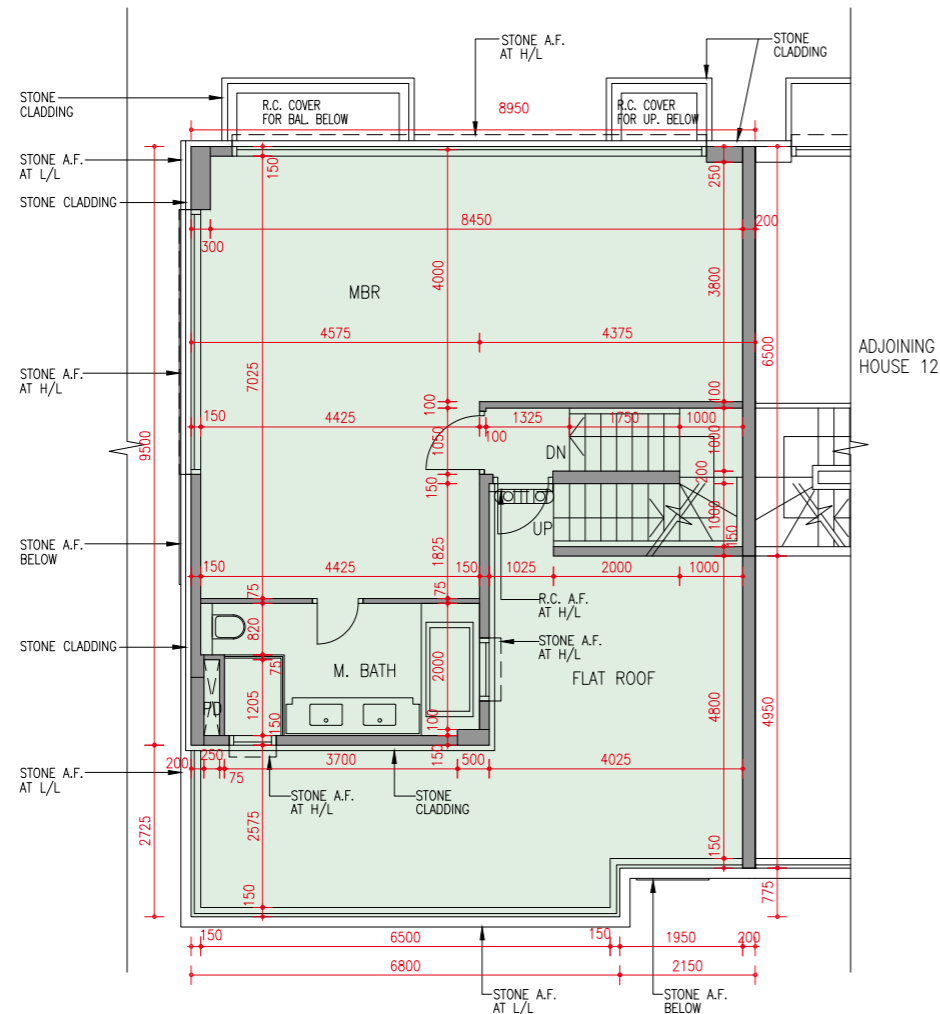 STONE A.F.
AT H/L
STONE
CLADDING
STONE
CLADDING
R.C. COVER
FOR BAL. BELOW
8950
R.C. COVER
FOR UP. BELOW
STONE A.F.
AT L/L
150
250
STONE CLADDING
8450
200
300
4000
3800
MBR
4575
4375
6500
ADJOINING
HOUSE 12
STONE A.F.
AT H/L
7025
100
100
150
4425
1325
1750
1000
100
9500
1050
1000
DN
150
200
UP
1000
150
STONE A.F.
BELOW
1825
150
4425
150
1025
2000
1000
75
75
R.C. A.F.
AT H/L
820
STONE A.F.
AT H/L
STONE CLADDING
75
M. BATH
2000
FLAT ROOF
P/D
1205
150
100
4800
4950
150
200
250
75
3700
500
4025
STONE A.F.
AT L/L
STONE A.F.
AT H/L
STONE
CLADDING
2725
2575
150
150
775
150
6500
150
1950
200
6800
2150
STONE A.F.
AT L/L
STONE A.F.
BELOW